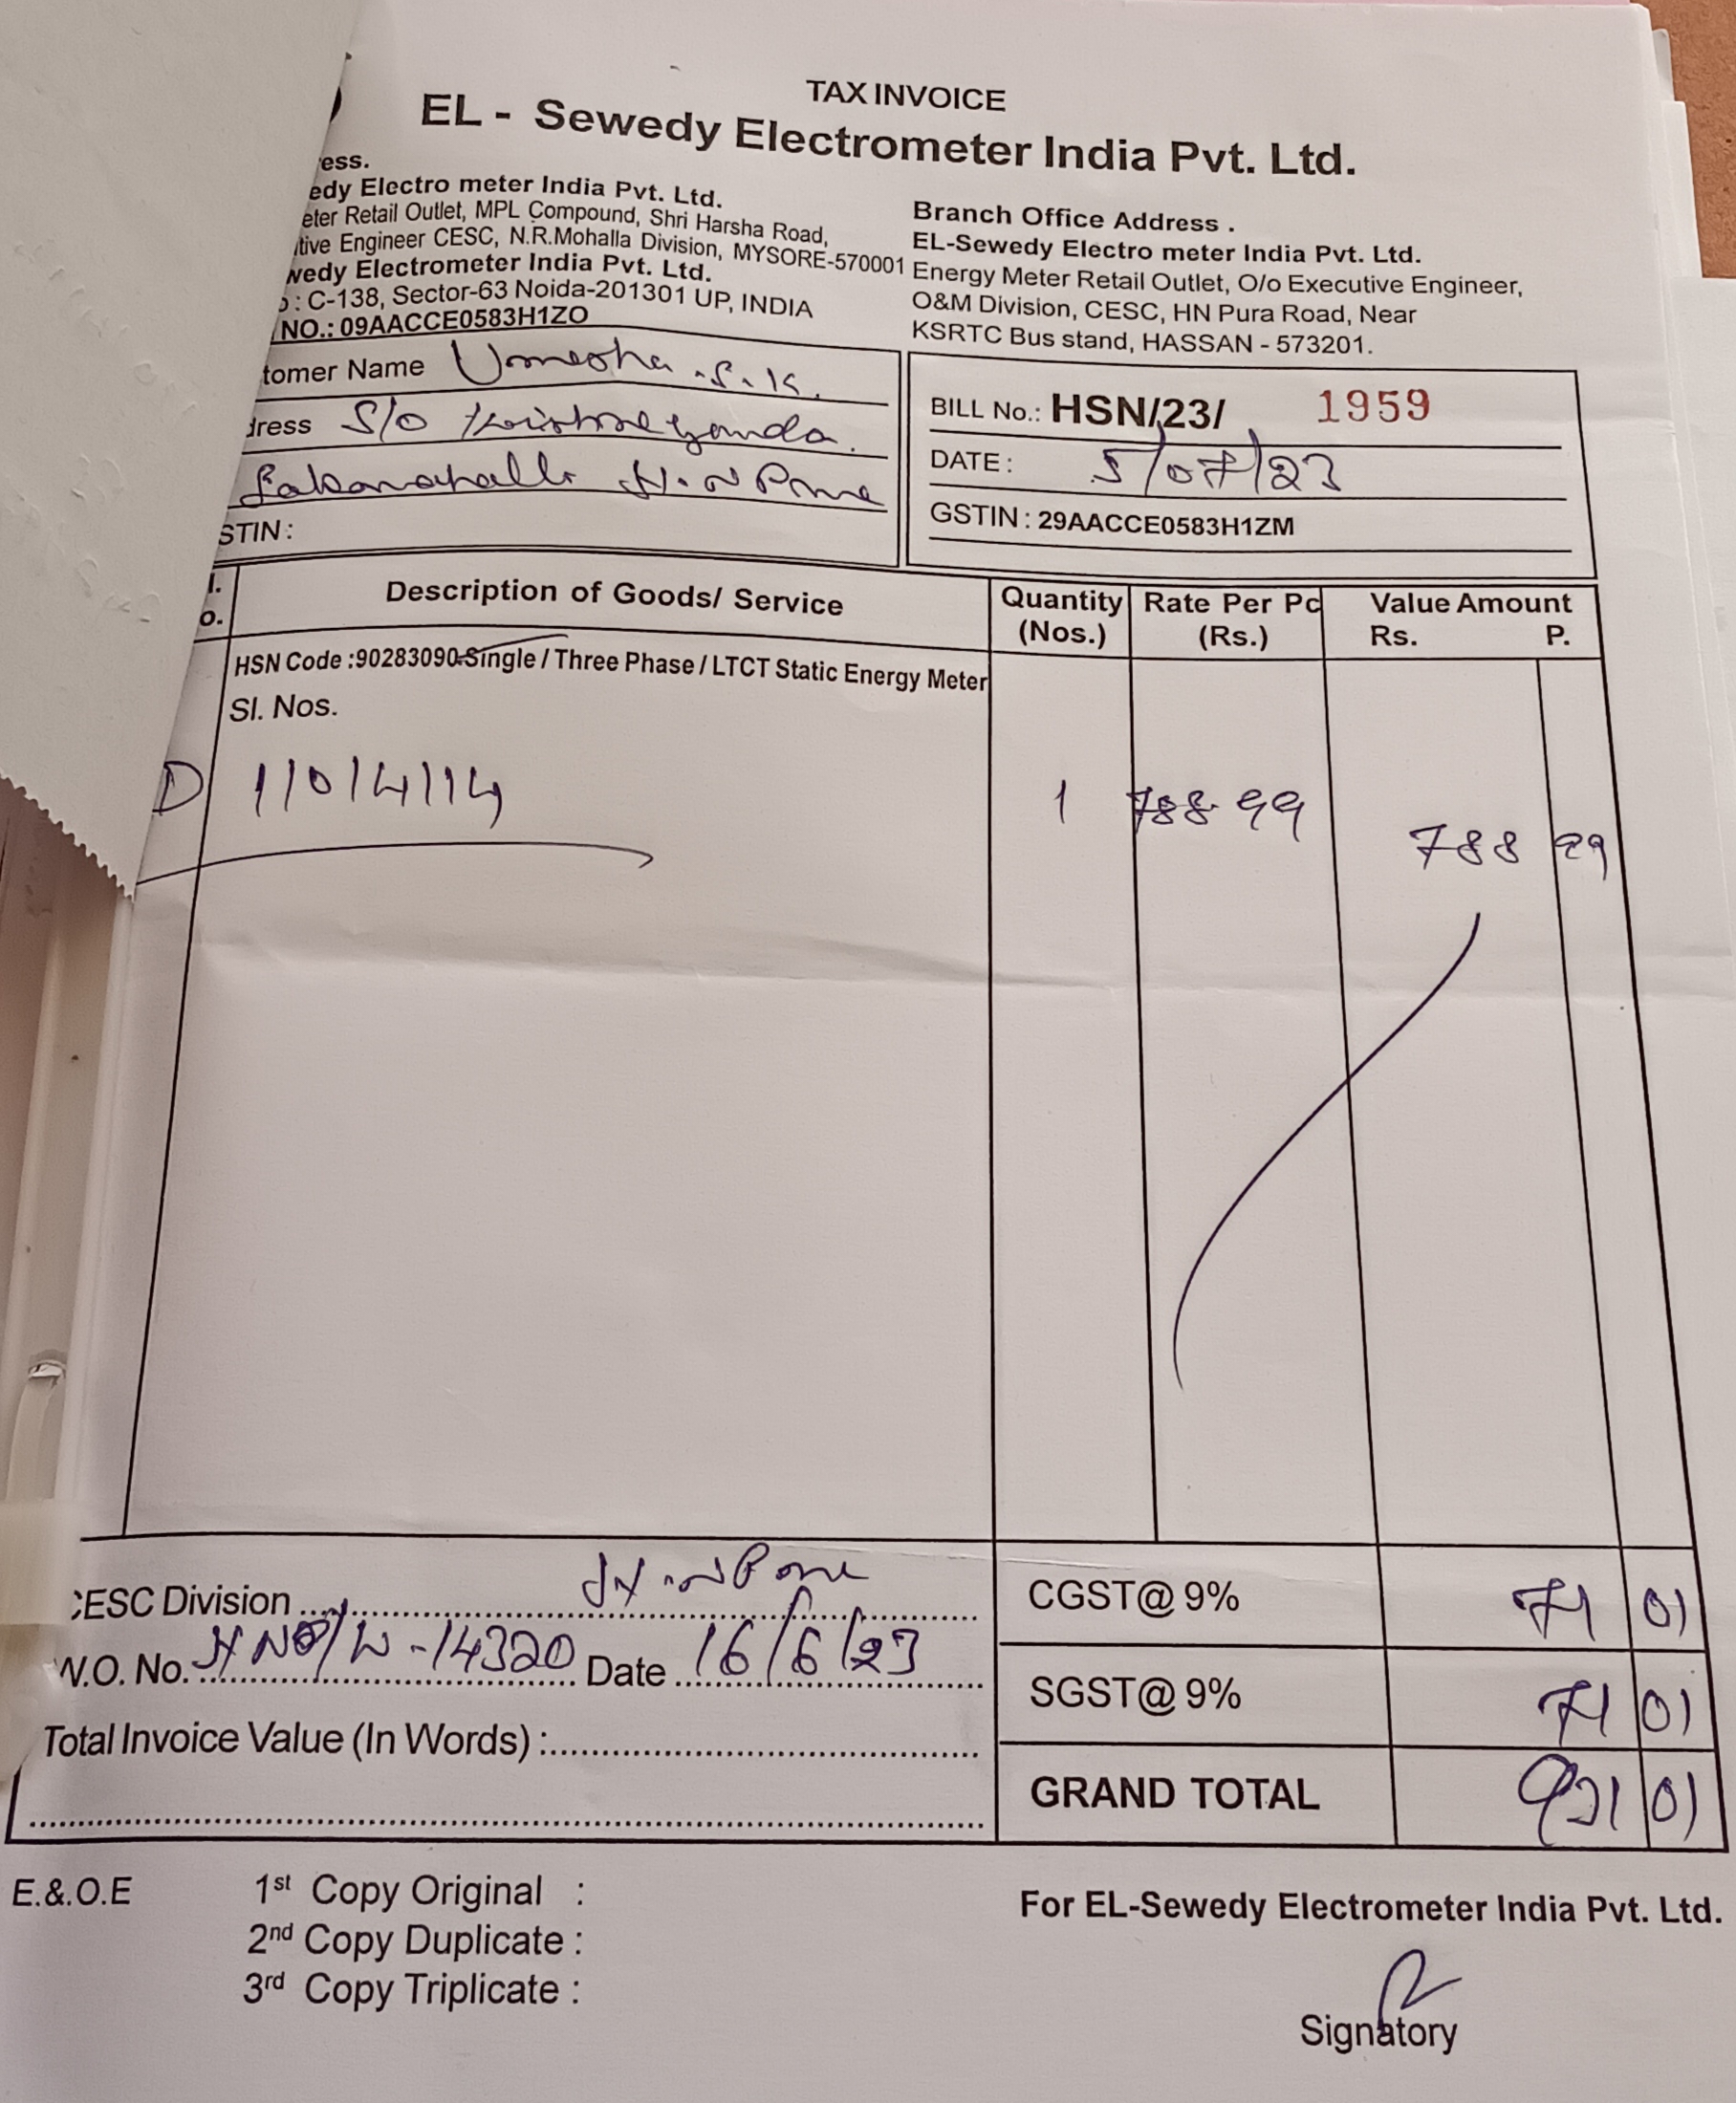 TAX INVOICE
EL - Sewedy Electrometer India Pvt. Ltd.
ess.
edy Electro meter India Pvt. Ltd.
eter Retail Outlet, MPL Compound, Shri Harsha Road,
tive Engineer CESC, N.R.Mohalla Division, MYSORE-570001
wedy Electrometer India Pvt. Ltd.
: C-138, Sector-63 Noida-201301 UP, INDIA
NO.: 09AACCE0583H1ZO
Branch Office Address .
EL-Sewedy Electro meter India Pvt. Ltd.
Energy Meter Retail Outlet, O/o Executive Engineer,
O&M Division, CESC, HN Pura Road, Near
KSRTC Bus stand, HASSAN - 573201.
tomer Name Umesha .S.K.
dress S/o
H.N Pura
STIN :
BILL No.: HSN/23/ 1959
DATE : 5/07/23
GSTIN : 29AACCE0583H1ZM
l. o. Description of Goods/ Service Quantity (Nos.) Rate Per Pc (Rs.) Value Amount Rs. P.
HSN Code :90283090-Single / Three Phase / LTCT Static Energy Meter
Sl. Nos.
11014114 1 788.99
788 99
CESC Division H.N Pura
W.O. No. HNP/W-14320 Date 16/6/23
Total Invoice Value (In Words) :
CGST@ 9% 71 01
SGST@ 9% 71 01
GRAND TOTAL 931 01
E.&.O.E
1st Copy Original :
2nd Copy Duplicate :
3rd Copy Triplicate :
For EL-Sewedy Electrometer India Pvt. Ltd.
Signatory